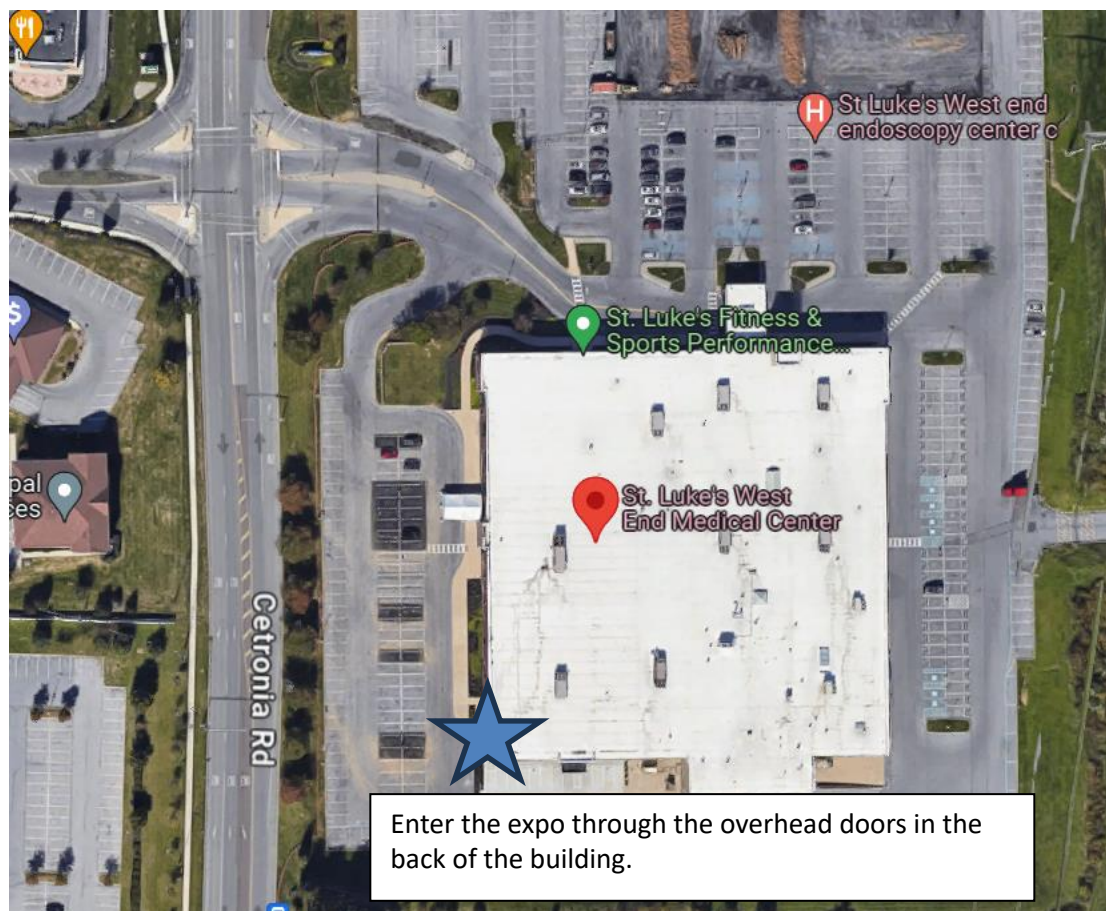 St Luke's West end
endoscopy center c
St. Luke's Fitness &
Sports Performance...
pal
ces
St. Luke's West
End Medical Center
Cetronia Rd
Enter the expo through the overhead doors in the
back of the building.